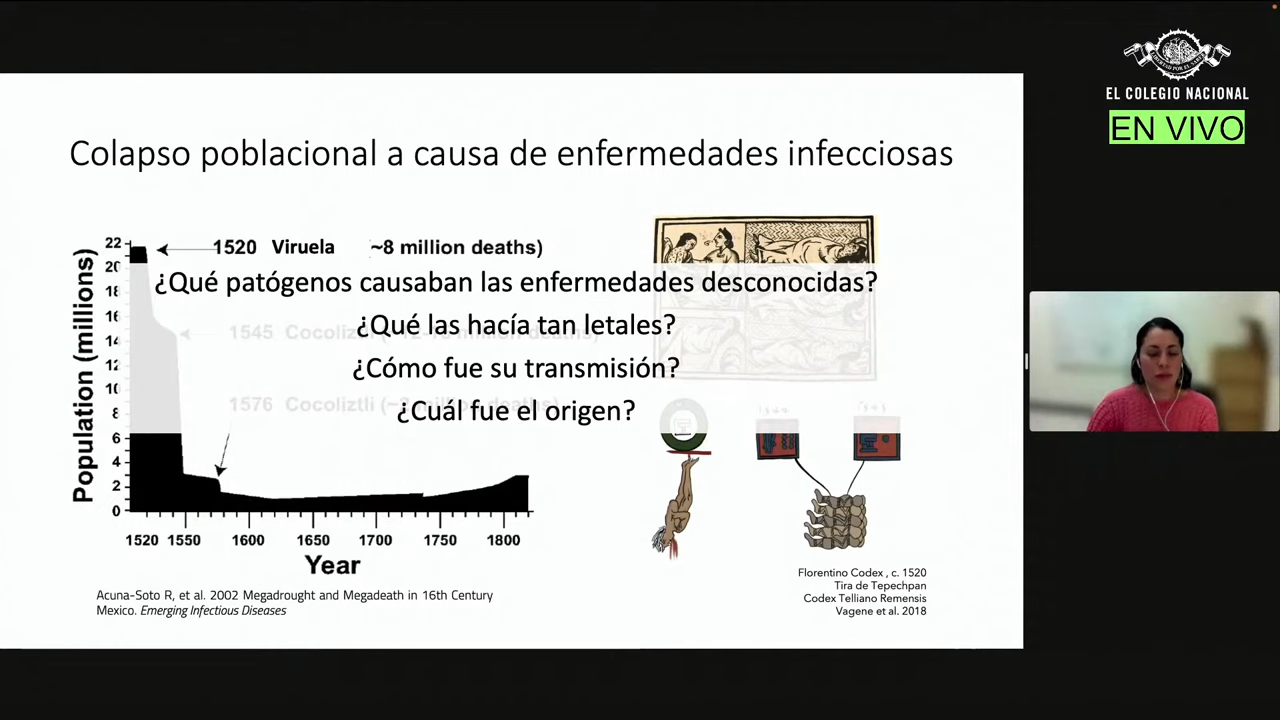 EL COLEGIO NACIONAL
EN VIVO
Colapso poblacional a causa de enfermedades infecciosas
1520 Viruela ~8 million deaths)
¿Qué patógenos causaban las enfermedades desconocidas?
¿Qué las hacía tan letales?
¿Cómo fue su transmisión?
¿Cuál fue el origen?
1545
1576 Cocoliztli
Population (millions)
22
20
18
16
14
12
10
8
6
4
2
0
1520 1550 1600 1650 1700 1750 1800
Year
Acuna-Soto R, et al. 2002 Megadrought and Megadeath in 16th Century
Mexico. Emerging Infectious Diseases
Florentino Codex , c. 1520
Tira de Tepechpan
Codex Telliano Remensis
Vagene et al. 2018